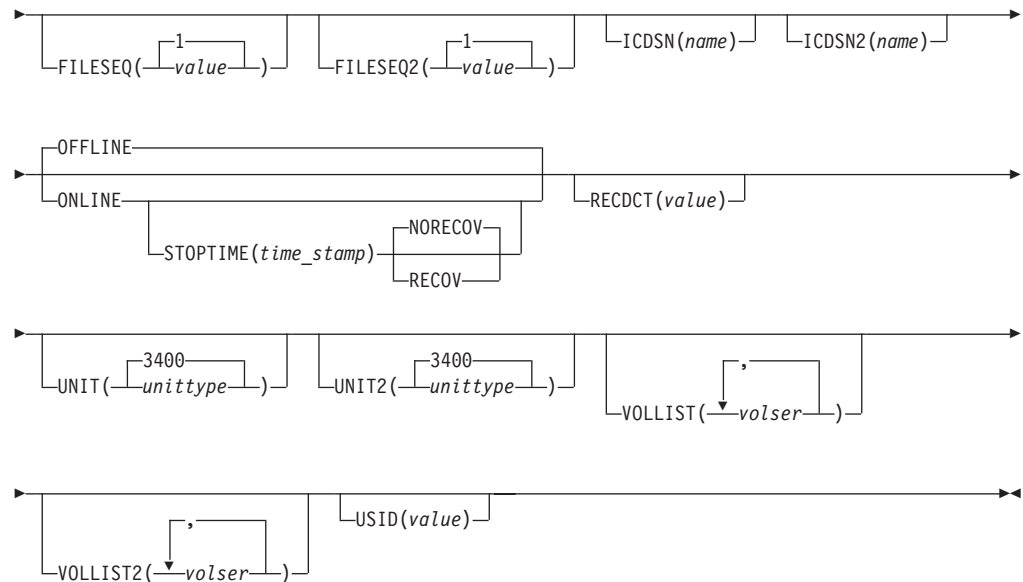 1
FILESEQ( value )
1
FILESEQ2( value )
ICDSN(name)
ICDSN2(name)
OFFLINE
ONLINE
STOPTIME(time_stamp)
NORECOV
RECOV
RECDCT(value)
3400
UNIT( unittype )
3400
UNIT2( unittype )
,
VOLLIST( volser )
,
VOLLIST2( volser )
USID(value)